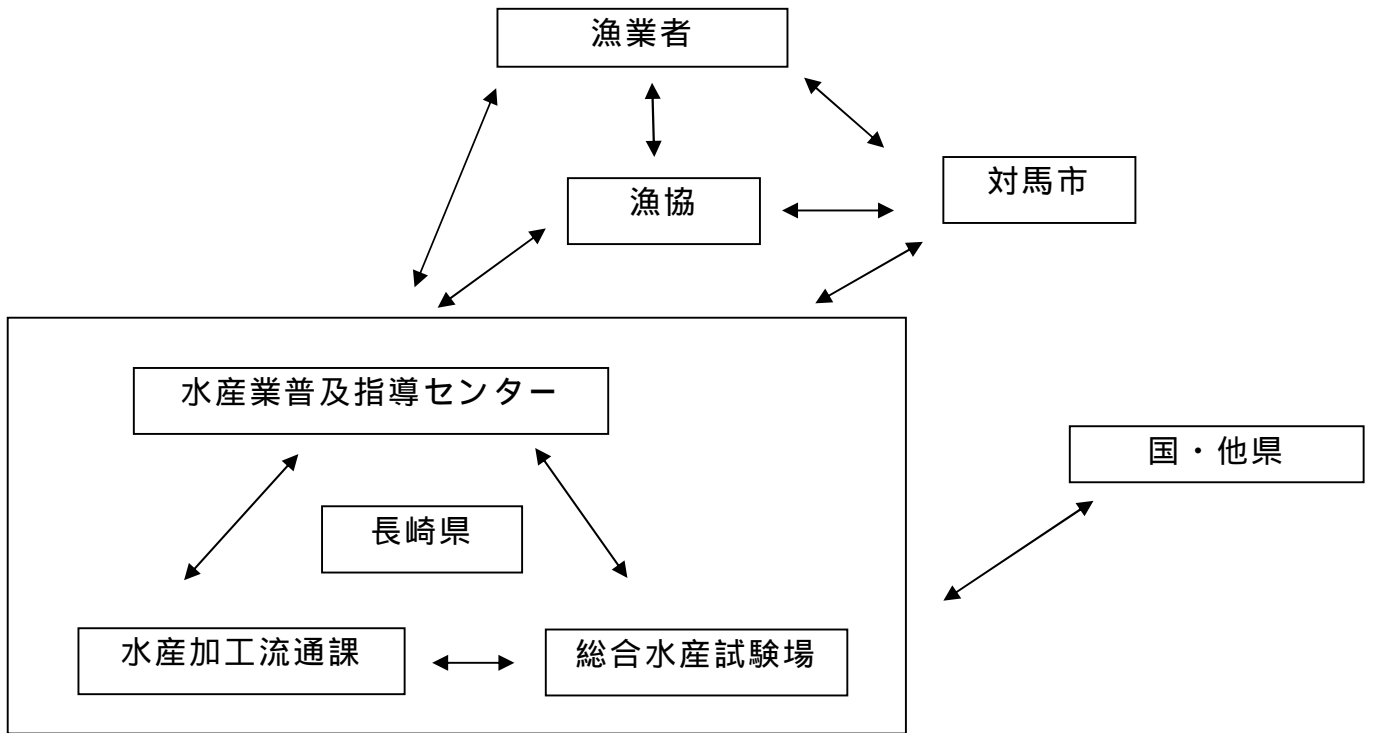 漁業者
対馬市
漁協
水産業普及指導センター
国・他県
長崎県
水産加工流通課
総合水産試験場